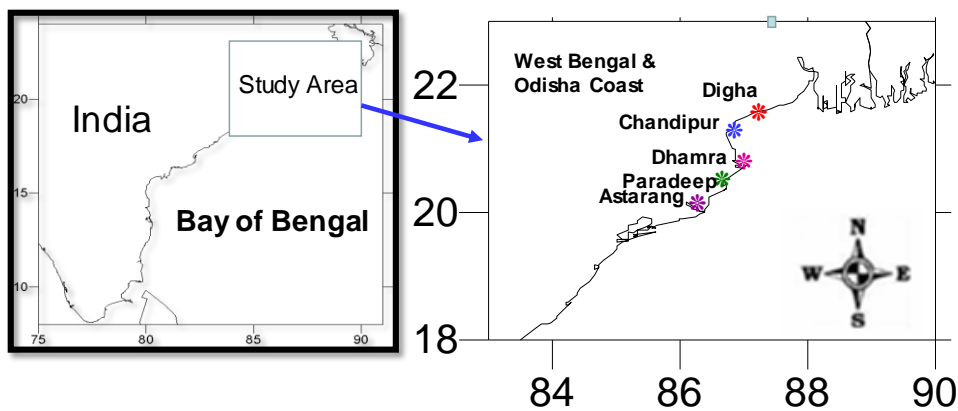 India
Study Area
Bay of Bengal
20
15
10
75
80
85
90
West Bengal &
Odisha Coast
Digha
Chandipur
Dhamra
Paradeep
Astarang
N
W
E
S
22
20
18
84
86
88
90